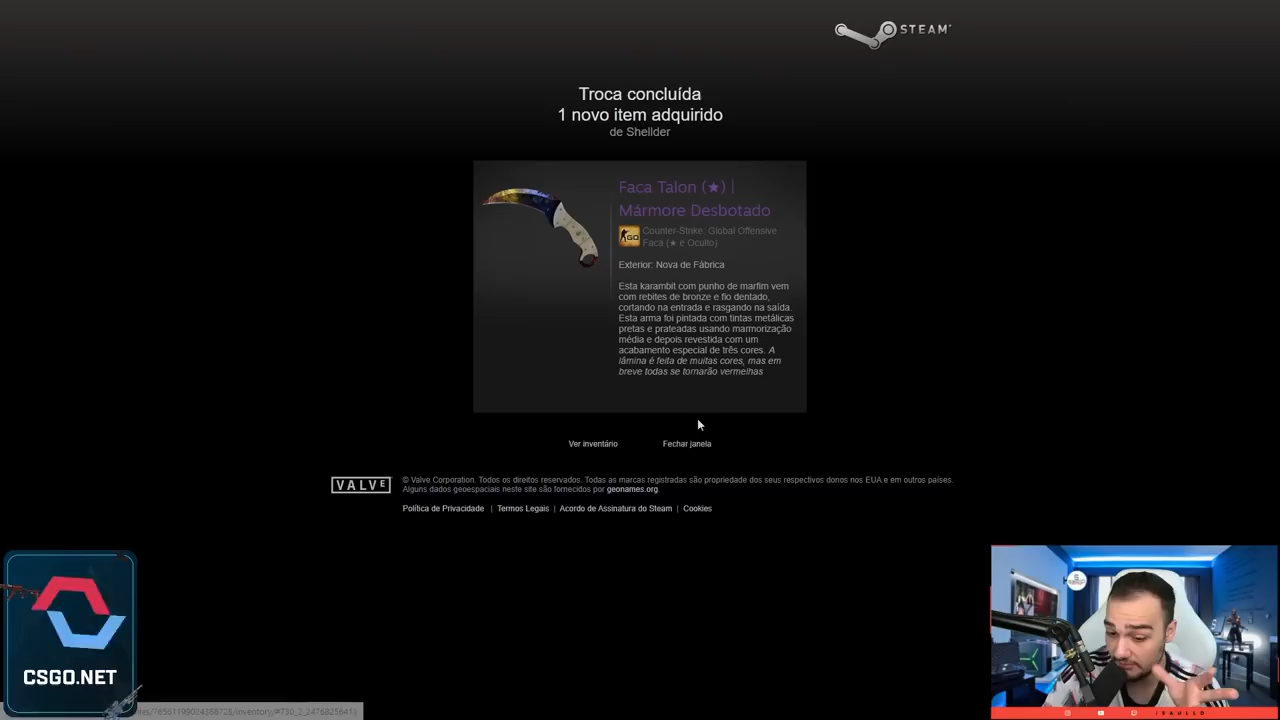 STEAM
Troca concluída
1 novo item adquirido
de Shellder
Faca Talon (★) |
Mármore Desbotado
Counter-Strike: Global Offensive
Faca (★ e Oculto)
Exterior: Nova de Fábrica
Esta karambit com punho de marfim vem
com rebites de bronze e fio dentado,
cortando na entrada e rasgando na saída.
Esta arma foi pintada com tintas metálicas
pretas e prateadas usando marmorização
média e depois revestida com um
acabamento especial de três cores. A
lâmina é feita de muitas cores, mas em
breve todas se tornarão vermelhas
Ver inventário
Fechar janela
VALVE
© Valve Corporation. Todos os direitos reservados. Todas as marcas registradas são propriedade dos seus respectivos donos nos EUA e em outros países.
Alguns dados geoespaciais neste site são fornecidos por geonames.org.
Política de Privacidade | Termos Legais | Acordo de Assinatura do Steam | Cookies
CSGO.NET